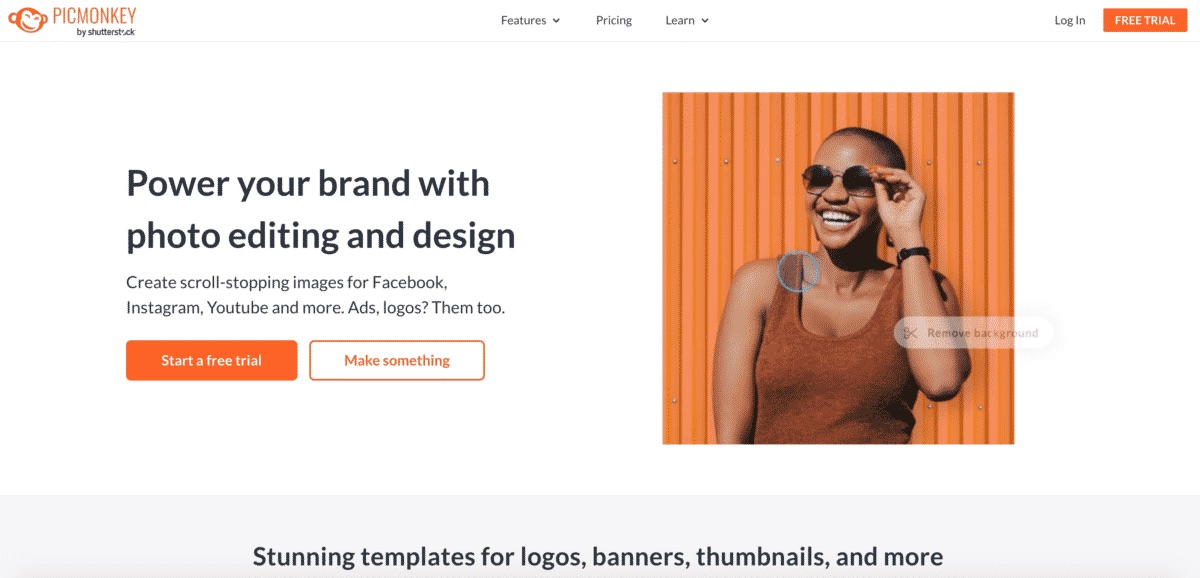 PICMONKEY
by shutterstock
Features
Pricing
Learn
Log In
FREE TRIAL
Power your brand with
photo editing and design
Create scroll-stopping images for Facebook,
Instagram, Youtube and more. Ads, logos? Them too.
Start a free trial
Make something
Remove background
Stunning templates for logos, banners, thumbnails, and more